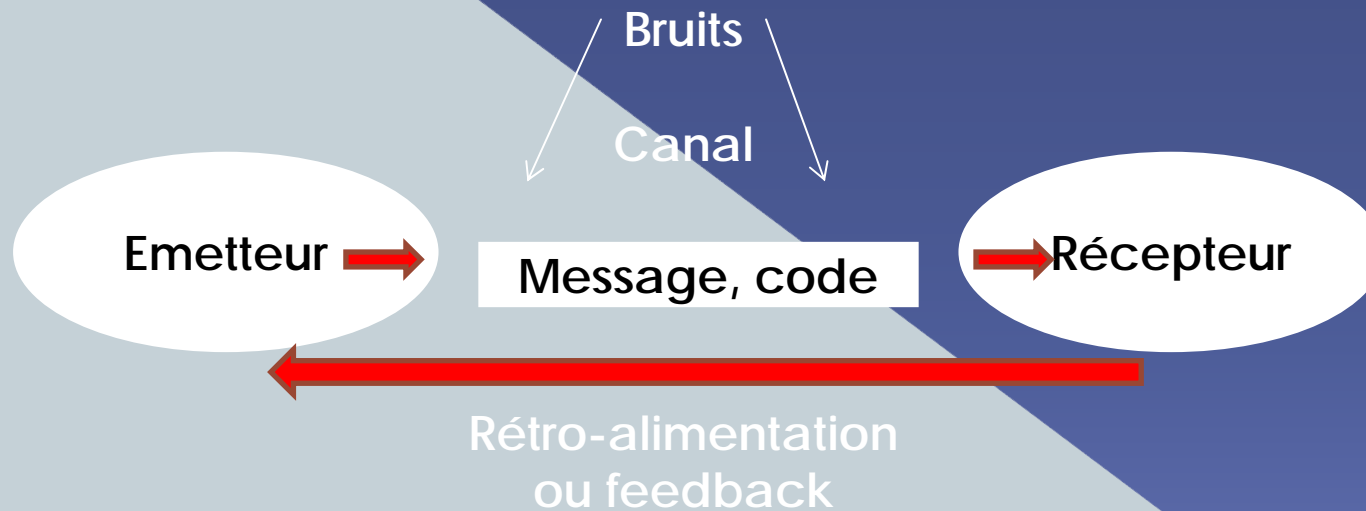 Bruits
Canal
Emetteur
Message, code
Récepteur
Rétro-alimentation
ou feedback